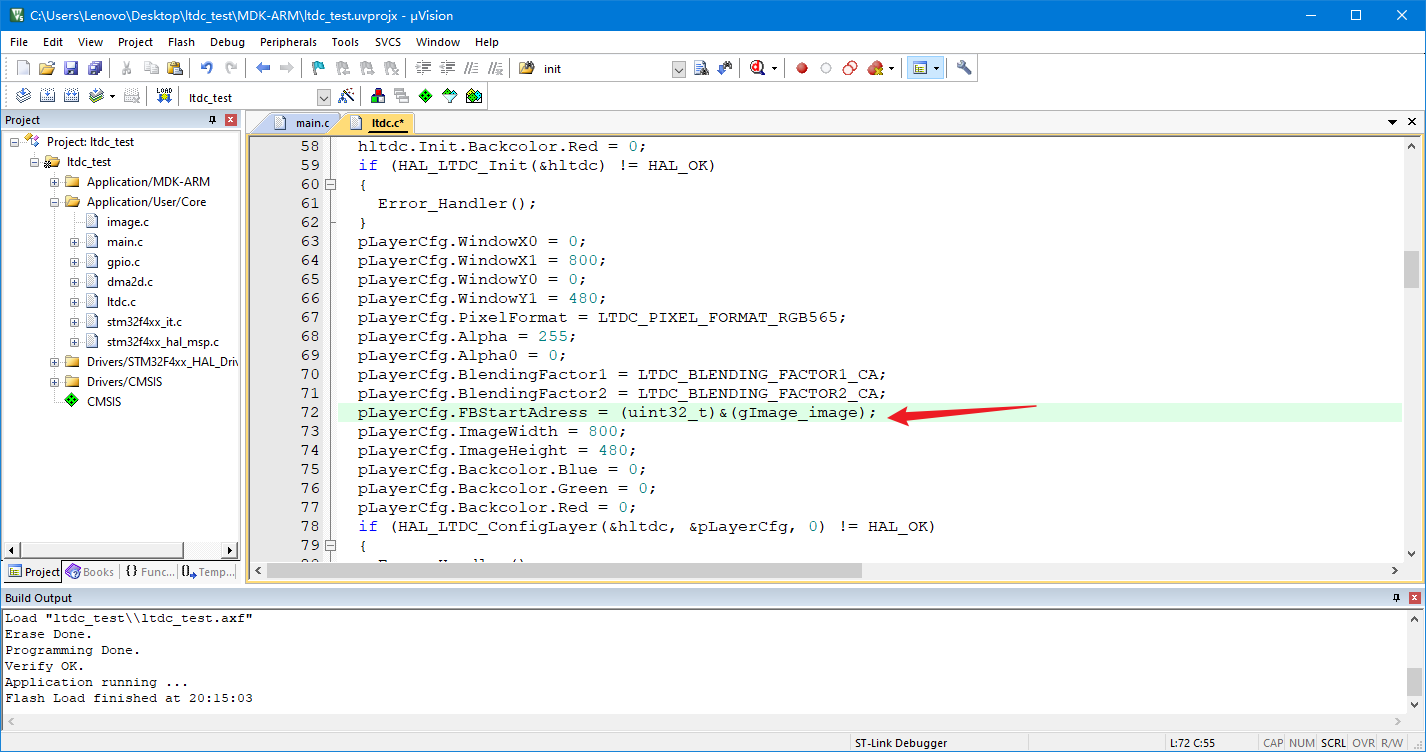 C:\Users\Lenovo\Desktop\ltdc_test\MDK-ARM\ltdc_test.uvprojx - µVision
File Edit View Project Flash Debug Peripherals Tools SVCS Window Help
init
LOAD ltdc_test
Project
Project: ltdc_test
ltdc_test
Application/MDK-ARM
Application/User/Core
image.c
main.c
gpio.c
dma2d.c
ltdc.c
stm32f4xx_it.c
stm32f4xx_hal_msp.c
Drivers/STM32F4xx_HAL_Driv
Drivers/CMSIS
CMSIS
Project Books {} Func... Temp...
main.c ltdc.c*
58 hltdc.Init.Backcolor.Red = 0;
59 if (HAL_LTDC_Init(&hltdc) != HAL_OK)
60 {
61 Error_Handler();
62 }
63 pLayerCfg.WindowX0 = 0;
64 pLayerCfg.WindowX1 = 800;
65 pLayerCfg.WindowY0 = 0;
66 pLayerCfg.WindowY1 = 480;
67 pLayerCfg.PixelFormat = LTDC_PIXEL_FORMAT_RGB565;
68 pLayerCfg.Alpha = 255;
69 pLayerCfg.Alpha0 = 0;
70 pLayerCfg.BlendingFactor1 = LTDC_BLENDING_FACTOR1_CA;
71 pLayerCfg.BlendingFactor2 = LTDC_BLENDING_FACTOR2_CA;
72 pLayerCfg.FBStartAdress = (uint32_t)&(gImage_image);
73 pLayerCfg.ImageWidth = 800;
74 pLayerCfg.ImageHeight = 480;
75 pLayerCfg.Backcolor.Blue = 0;
76 pLayerCfg.Backcolor.Green = 0;
77 pLayerCfg.Backcolor.Red = 0;
78 if (HAL_LTDC_ConfigLayer(&hltdc, &pLayerCfg, 0) != HAL_OK)
79 {
Build Output
Load "ltdc_test\\ltdc_test.axf"
Erase Done.
Programming Done.
Verify OK.
Application running ...
Flash Load finished at 20:15:03
ST-Link Debugger L:72 C:55 CAP NUM SCRL OVR R/W